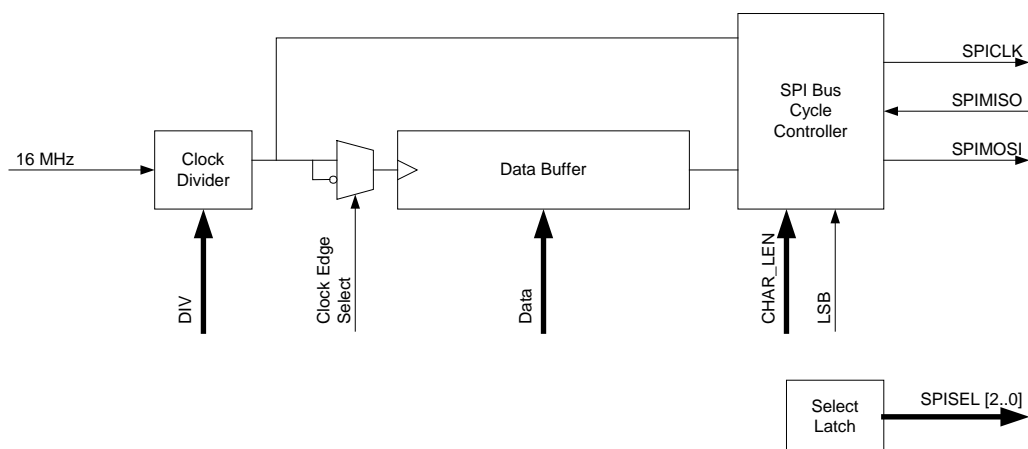 SPICLK
SPI Bus
Cycle
Controller
SPIMISO
SPIMOSI
16 MHz
Clock
Divider
Data Buffer
DIV
Clock Edge
Select
Data
CHAR_LEN
LSB
Select
Latch
SPISEL [2..0]